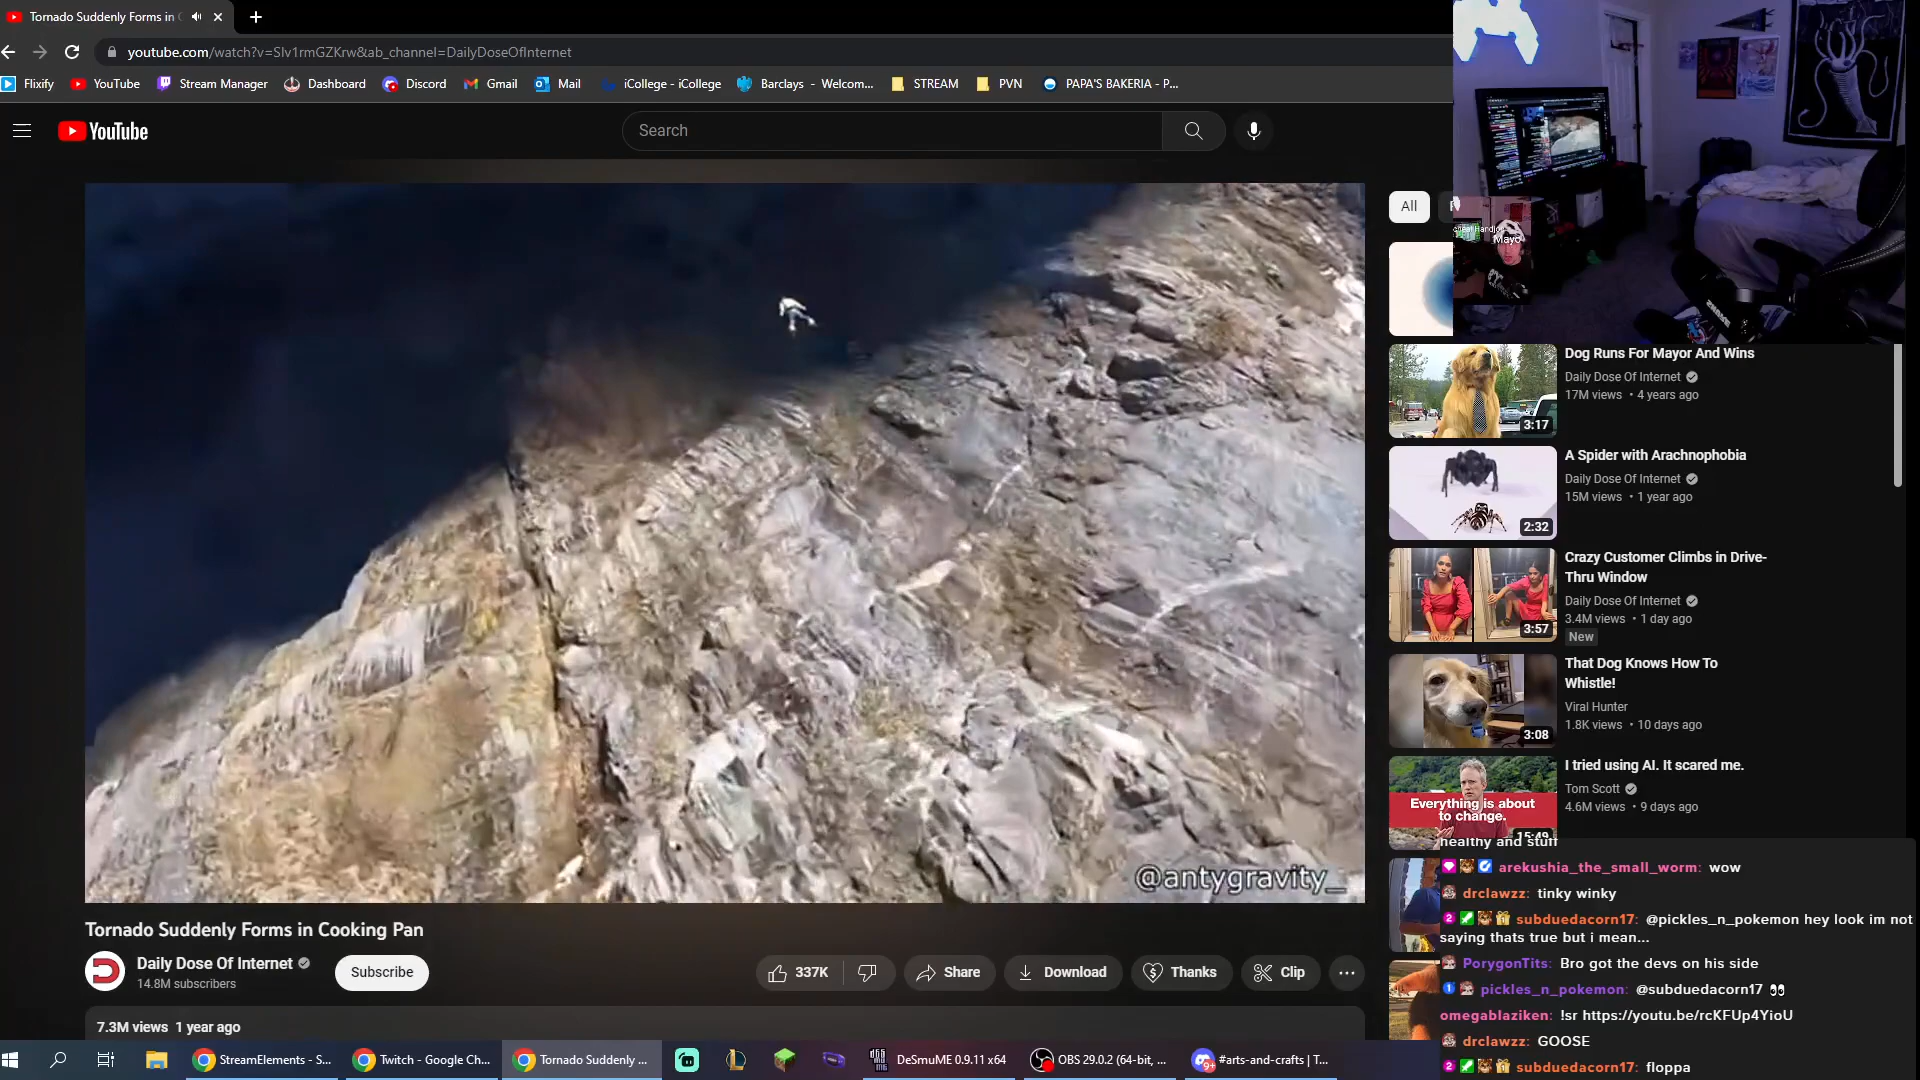 Tornado Suddenly Forms in
youtube.com/watch?v=SIv1rmGZKrw&ab_channel=DailyDoseOfInternet
Flixify
YouTube
Stream Manager
Dashboard
Discord
Gmail
Mail
iCollege - iCollege
Barclays - Welcom...
STREAM
PVN
PAPA'S BAKERIA - P...
YouTube
Search
All
Mayo
@antygravity_
Dog Runs For Mayor And Wins
Daily Dose Of Internet
17M views • 4 years ago
3:17
A Spider with Arachnophobia
Daily Dose Of Internet
15M views • 1 year ago
2:32
Crazy Customer Climbs in Drive-
Thru Window
Daily Dose Of Internet
3.4M views • 1 day ago
New
3:57
That Dog Knows How To
Whistle!
Viral Hunter
1.8K views • 10 days ago
3:08
I tried using AI. It scared me.
Tom Scott
4.6M views • 9 days ago
Everything is about
to change.
15:49
Tornado Suddenly Forms in Cooking Pan
Daily Dose Of Internet
14.8M subscribers
Subscribe
337K
Share
Download
Thanks
Clip
7.3M views 1 year ago
healthy and stuff
arekushia_the_small_worm: wow
drclawzz: tinky winky
subduedacorn17: @pickles_n_pokemon hey look im not
saying thats true but i mean...
PorygonTits: Bro got the devs on his side
pickles_n_pokemon: @subduedacorn17 👀
omegablaziken: !sr https://youtu.be/rcKFUp4YioU
drclawzz: GOOSE
subduedacorn17: floppa
StreamElements - S...
Twitch - Google Ch...
Tornado Suddenly ...
DeSmuME 0.9.11 x64
OBS 29.0.2 (64-bit, ...
#arts-and-crafts | T...